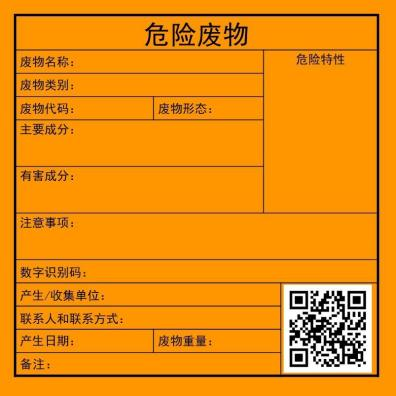 危险废物
废物名称：
危险特性
废物类别：
废物代码：
废物形态：
主要成分：
有害成分：
注意事项：
数字识别码：
产生/收集单位：
联系人和联系方式：
产生日期：
废物重量：
备注：